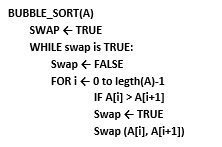 BUBBLE_SORT(A)
SWAP ← TRUE
WHILE swap is TRUE:
Swap ← FALSE
FOR i ← 0 to legth(A)-1
IF A[i] > A[i+1]
Swap ← TRUE
Swap (A[i], A[i+1])